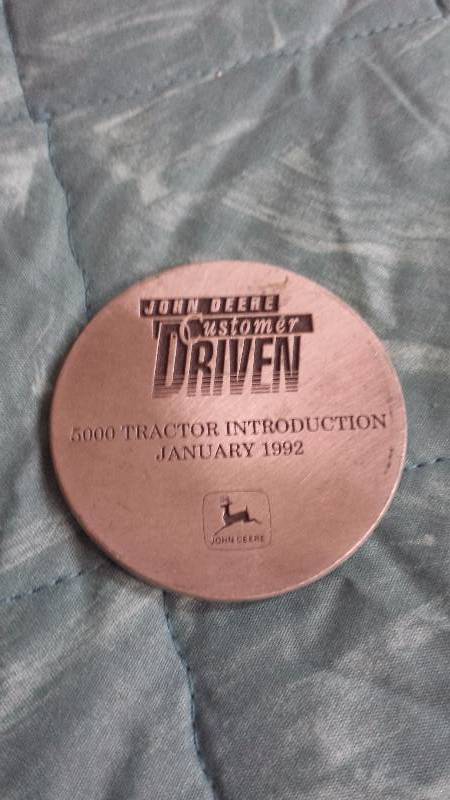 JOHN DEERE
Customer
DRIVEN
5000 TRACTOR INTRODUCTION
JANUARY 1992
JOHN DEERE